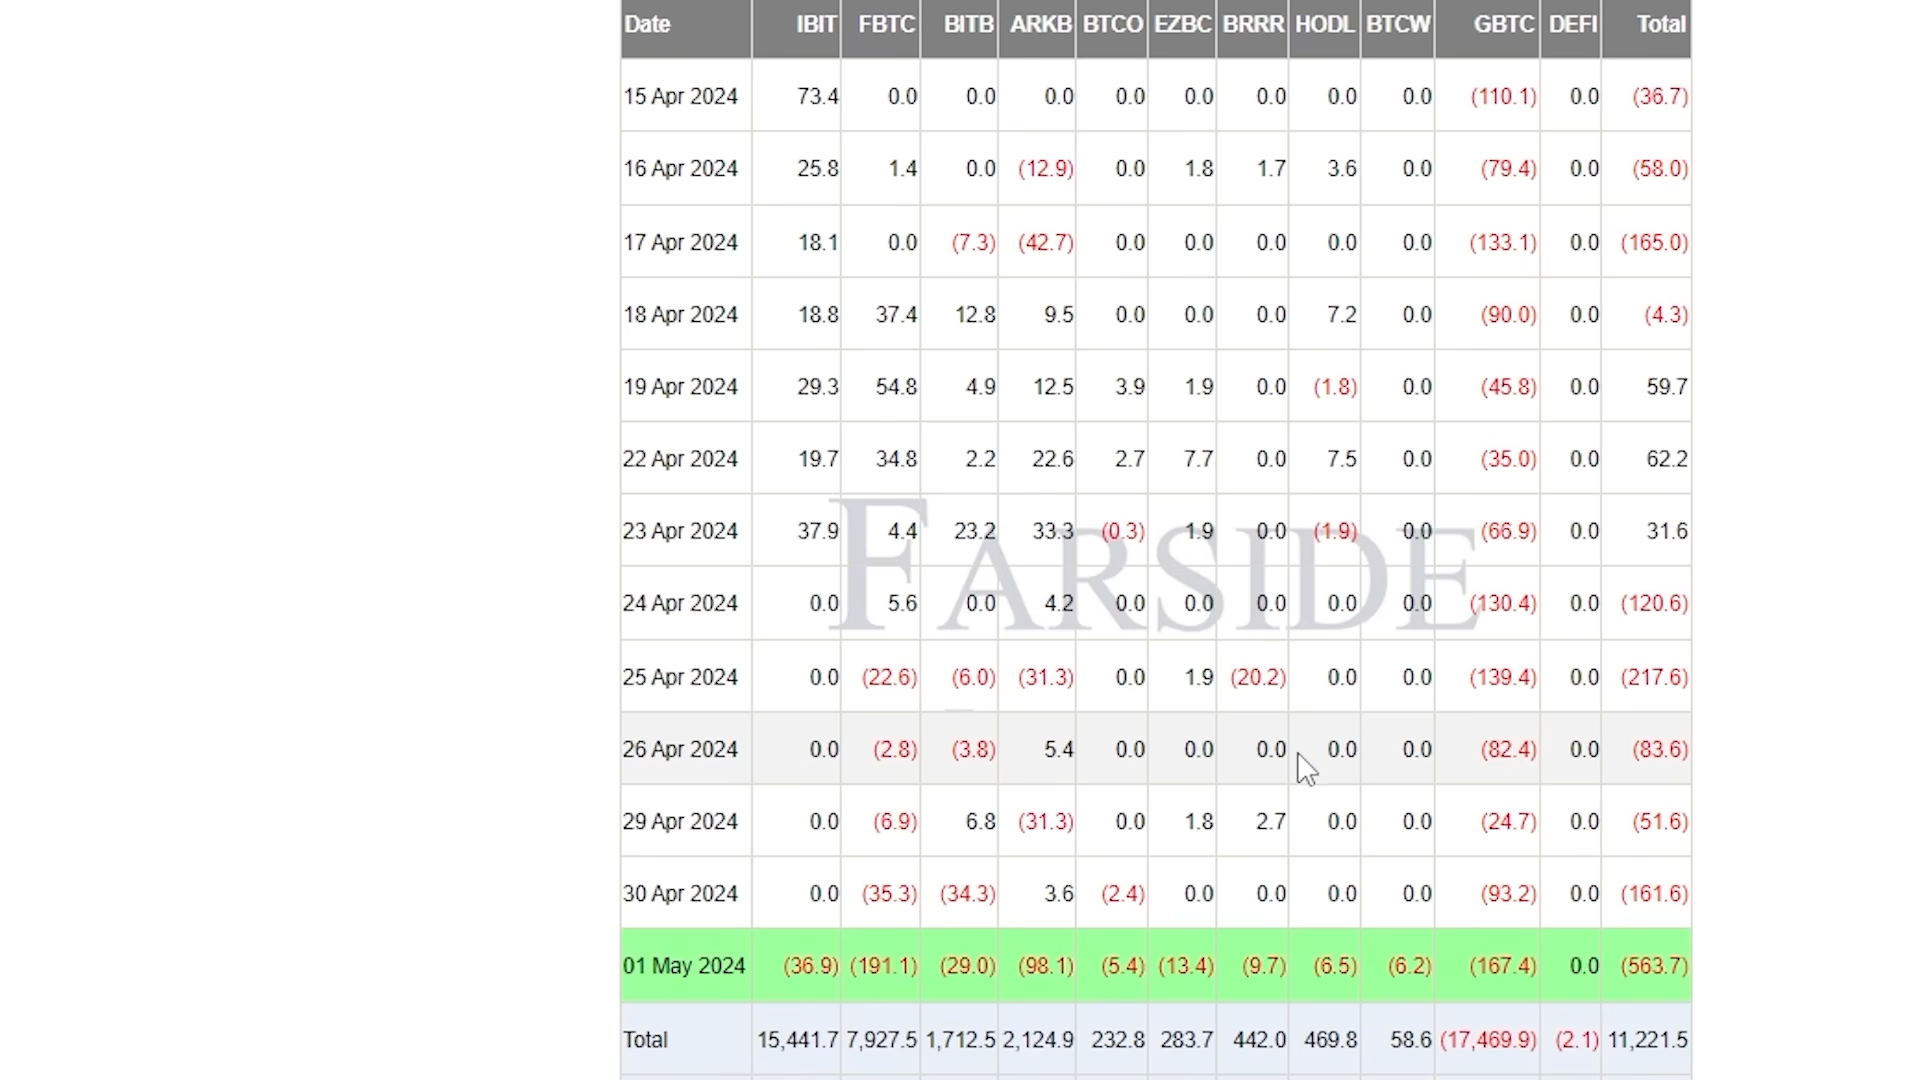 Date IBIT FBTC BITB ARKB BTCO EZBC BRRR HODL BTCW GBTC DEFI Total
15 Apr 2024 73.4 0.0 0.0 0.0 0.0 0.0 0.0 0.0 0.0 (110.1) 0.0 (36.7)
16 Apr 2024 25.8 1.4 0.0 (12.9) 0.0 1.8 1.7 3.6 0.0 (79.4) 0.0 (58.0)
17 Apr 2024 18.1 0.0 (7.3) (42.7) 0.0 0.0 0.0 0.0 0.0 (133.1) 0.0 (165.0)
18 Apr 2024 18.8 37.4 12.8 9.5 0.0 0.0 0.0 7.2 0.0 (90.0) 0.0 (4.3)
19 Apr 2024 29.3 54.8 4.9 12.5 3.9 1.9 0.0 (1.8) 0.0 (45.8) 0.0 59.7
22 Apr 2024 19.7 34.8 2.2 22.6 2.7 7.7 0.0 7.5 0.0 (35.0) 0.0 62.2
23 Apr 2024 37.9 4.4 23.2 33.3 (0.3) 1.9 0.0 (1.9) 0.0 (66.9) 0.0 31.6
FARSIDE
24 Apr 2024 0.0 5.6 0.0 4.2 0.0 0.0 0.0 0.0 0.0 (130.4) 0.0 (120.6)
25 Apr 2024 0.0 (22.6) (6.0) (31.3) 0.0 1.9 (20.2) 0.0 0.0 (139.4) 0.0 (217.6)
26 Apr 2024 0.0 (2.8) (3.8) 5.4 0.0 0.0 0.0 0.0 0.0 (82.4) 0.0 (83.6)
29 Apr 2024 0.0 (6.9) 6.8 (31.3) 0.0 1.8 2.7 0.0 0.0 (24.7) 0.0 (51.6)
30 Apr 2024 0.0 (35.3) (34.3) 3.6 (2.4) 0.0 0.0 0.0 0.0 (93.2) 0.0 (161.6)
01 May 2024 (36.9) (191.1) (29.0) (98.1) (5.4) (13.4) (9.7) (6.5) (6.2) (167.4) 0.0 (563.7)
Total 15,441.7 7,927.5 1,712.5 2,124.9 232.8 283.7 442.0 469.8 58.6 (17,469.9) (2.1) 11,221.5